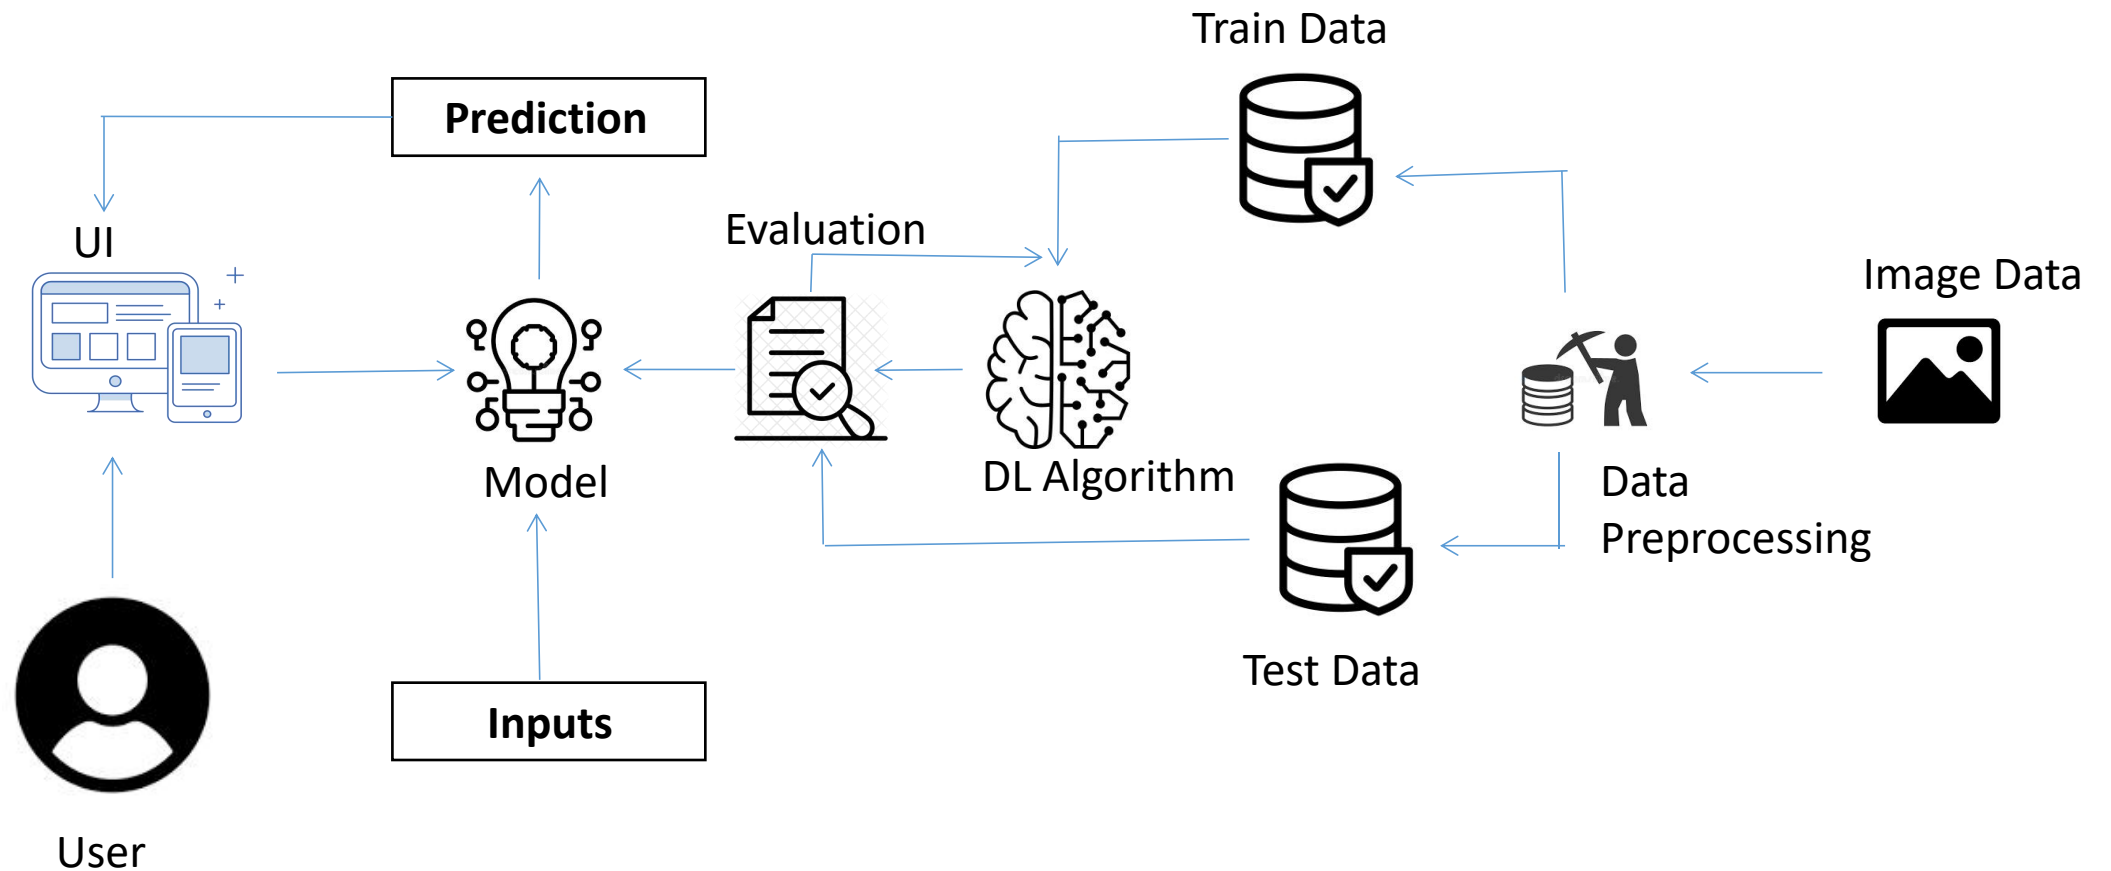 Train Data
Prediction
Evaluation
UI
Image Data
Model
DL Algorithm
Data
Preprocessing
Test Data
Inputs
User